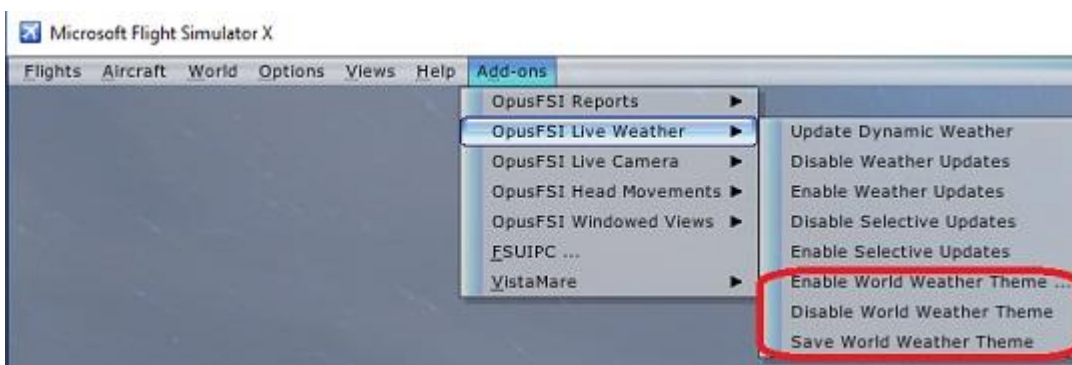 Microsoft Flight Simulator X
Flights Aircraft World Options Views Help Add-ons
OpusFSI Reports
OpusFSI Live Weather
OpusFSI Live Camera
OpusFSI Head Movements
OpusFSI Windowed Views
FSUIPC ...
VistaMare
Update Dynamic Weather
Disable Weather Updates
Enable Weather Updates
Disable Selective Updates
Enable Selective Updates
Enable World Weather Theme ...
Disable World Weather Theme
Save World Weather Theme